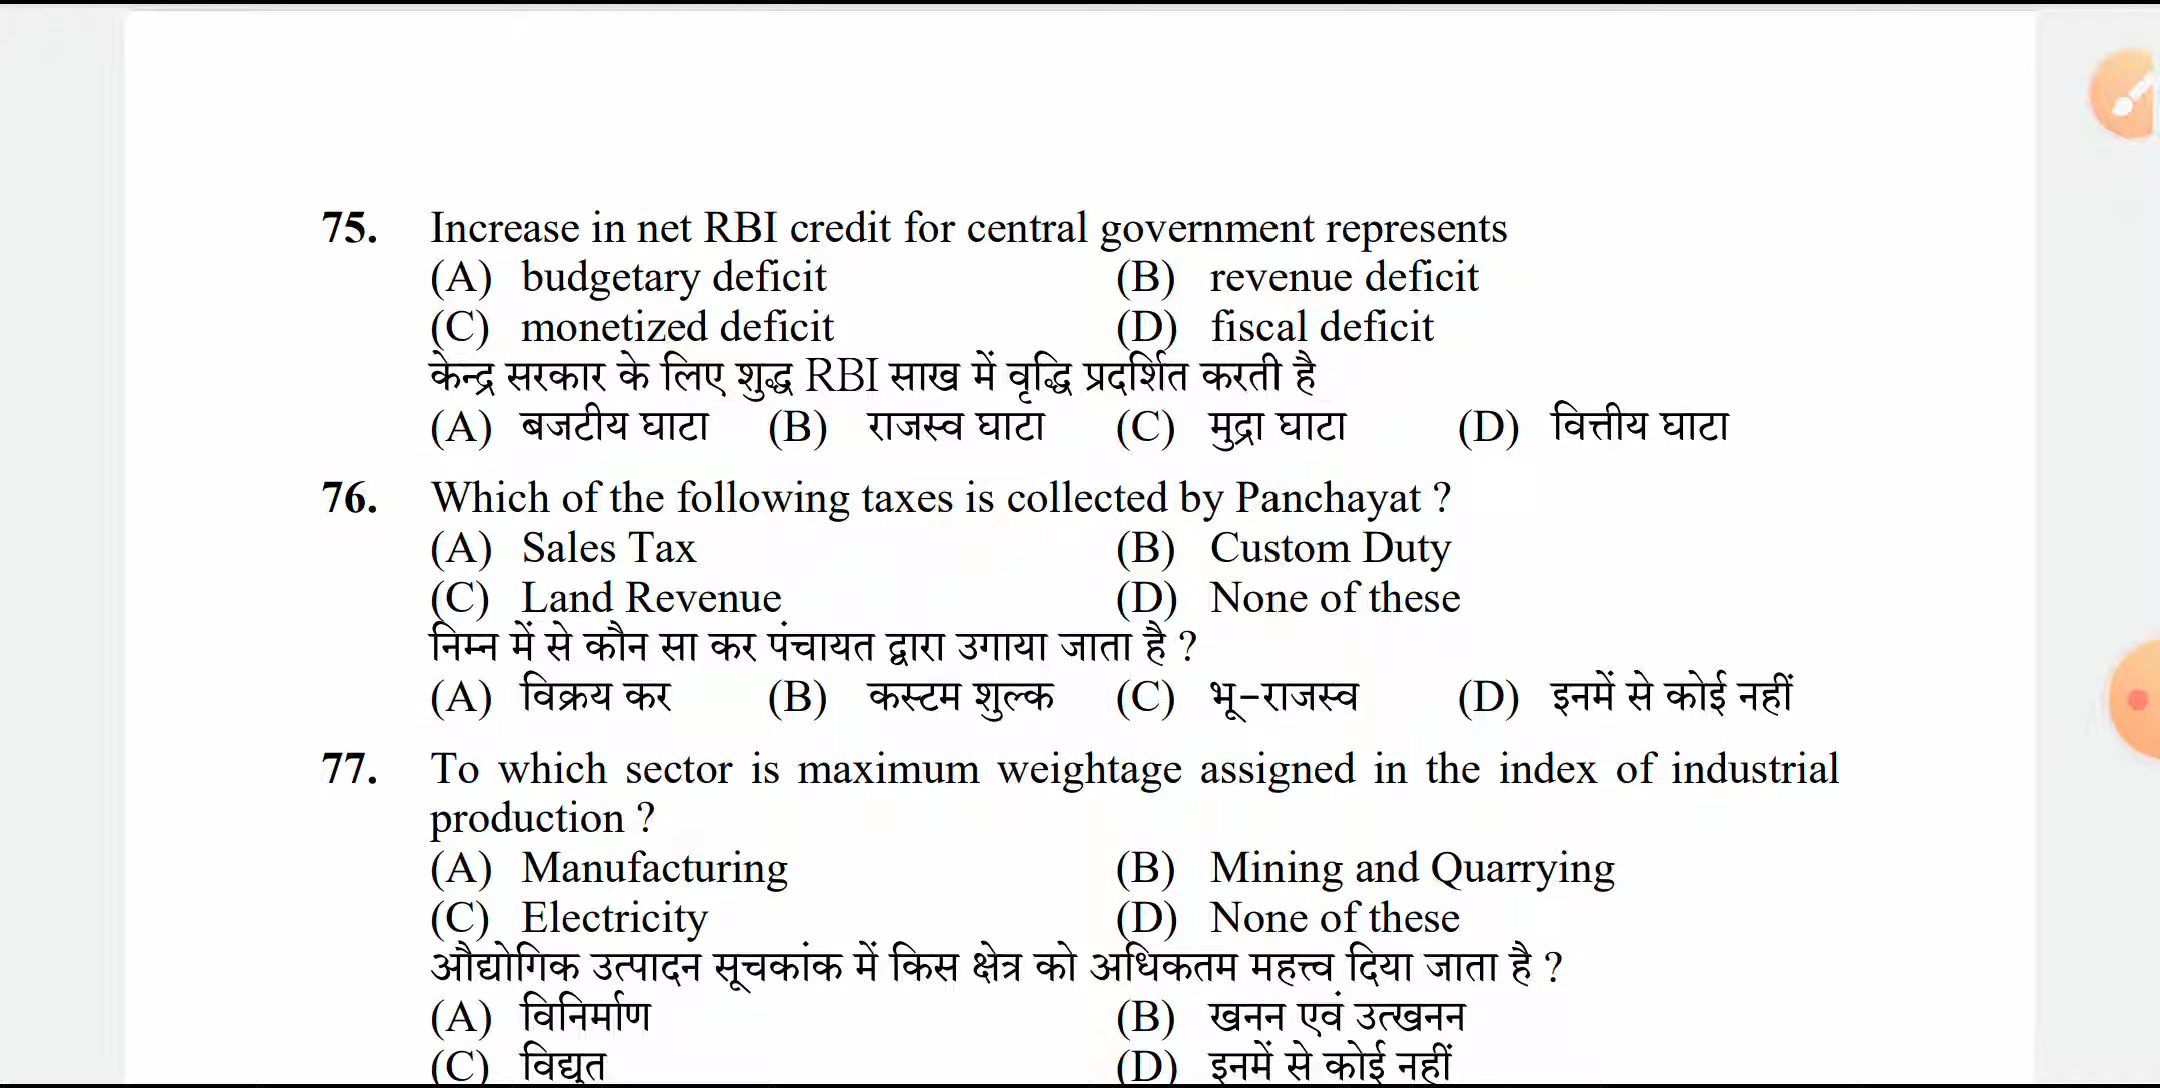 75. Increase in net RBI credit for central government represents
(A) budgetary deficit (B) revenue deficit
(C) monetized deficit (D) fiscal deficit
केन्द्र सरकार के लिए शुद्ध RBI साख में वृद्धि प्रदर्शित करती है
(A) बजटीय घाटा (B) राजस्व घाटा (C) मुद्रा घाटा (D) वित्तीय घाटा
76. Which of the following taxes is collected by Panchayat ?
(A) Sales Tax (B) Custom Duty
(C) Land Revenue (D) None of these
निम्न में से कौन सा कर पंचायत द्वारा उगाया जाता है ?
(A) विक्रय कर (B) कस्टम शुल्क (C) भू-राजस्व (D) इनमें से कोई नहीं
77. To which sector is maximum weightage assigned in the index of industrial
production ?
(A) Manufacturing (B) Mining and Quarrying
(C) Electricity (D) None of these
औद्योगिक उत्पादन सूचकांक में किस क्षेत्र को अधिकतम महत्त्व दिया जाता है ?
(A) विनिर्माण (B) खनन एवं उत्खनन
(C) विद्युत (D) इनमें से कोई नहीं